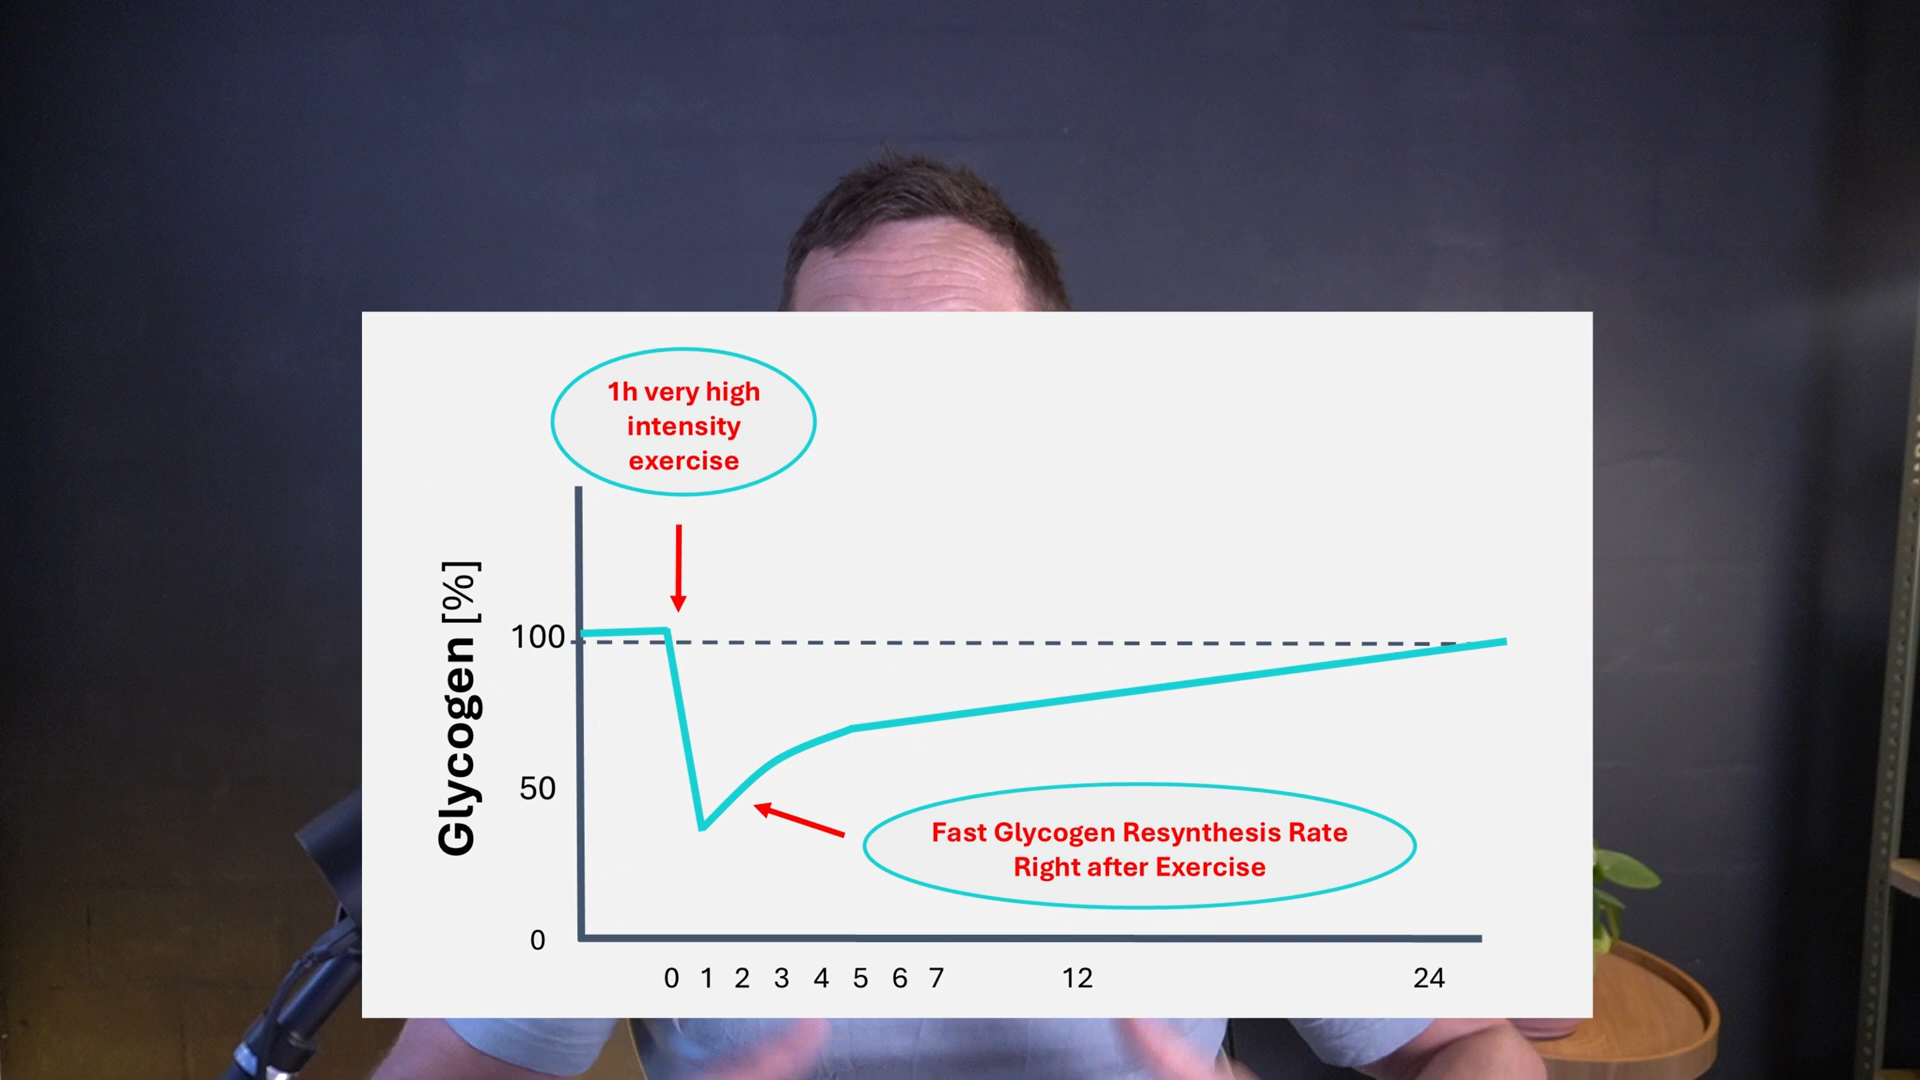 1h very high
intensity
exercise
Glycogen [%]
100
50
0
Fast Glycogen Resynthesis Rate
Right after Exercise
0 1 2 3 4 5 6 7 12 24